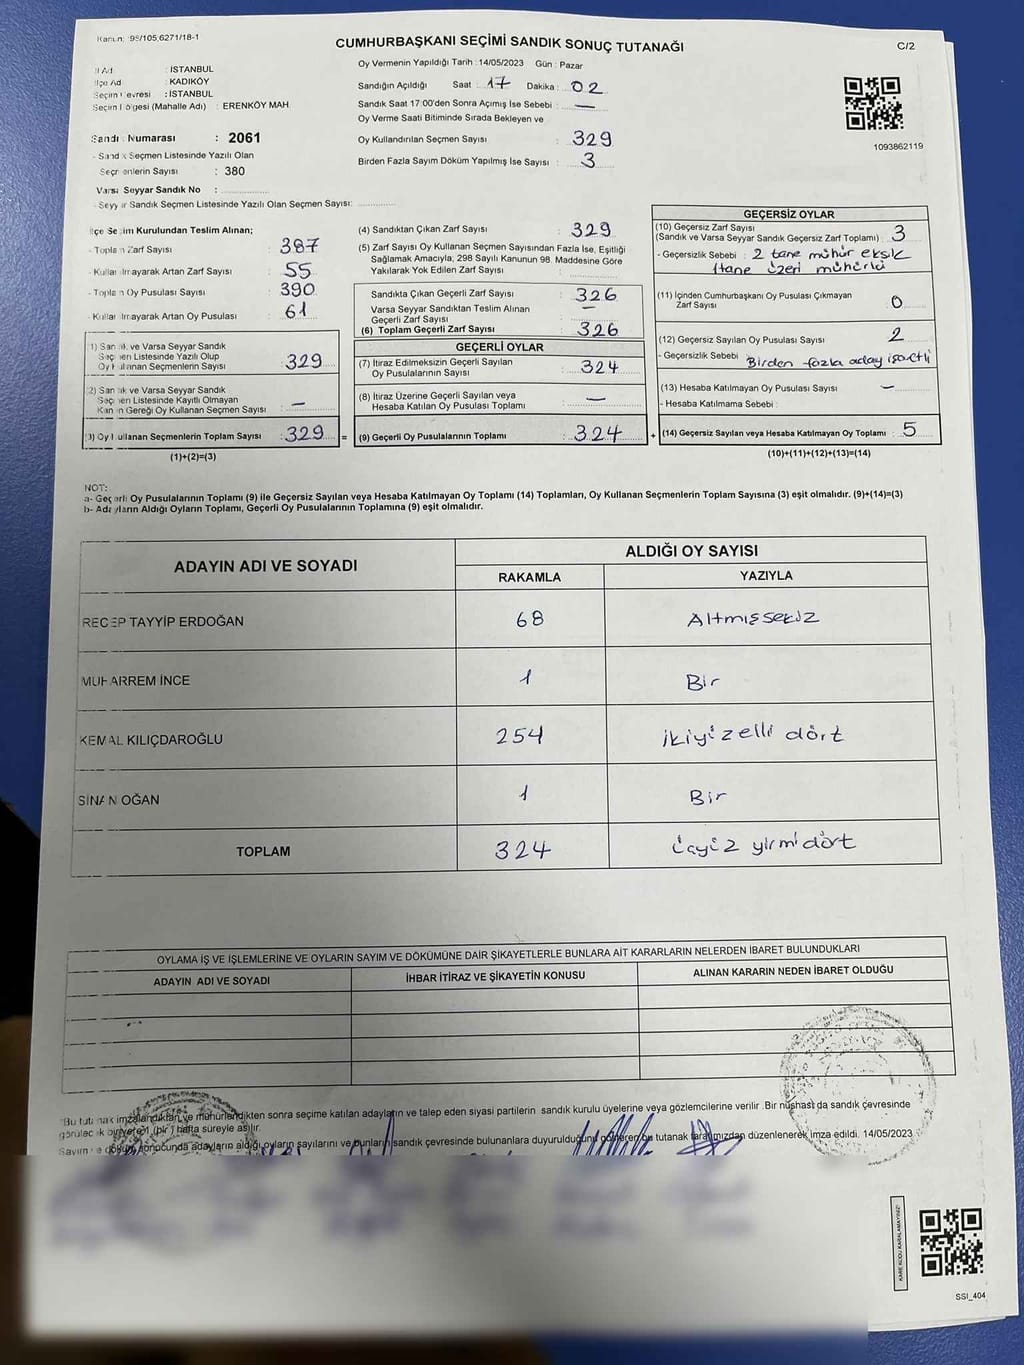 Kanun: 95/105,6271/18-1
CUMHURBAŞKANI SEÇİMİ SANDIK SONUÇ TUTANAĞI
C/2
İl Adı : İSTANBUL
İlçe Ad : KADIKÖY
Seçim Çevresi : İSTANBUL
Seçim Bölgesi (Mahalle Adı) : ERENKÖY MAH.
Oy Vermenin Yapıldığı Tarih : 14/05/2023 Gün : Pazar
Sandığın Açıldığı Saat : 17 Dakika : 02
Sandık Saat 17:00'den Sonra Açılmış İse Sebebi : —
Oy Verme Saati Bitiminde Sırada Bekleyen ve
Oy Kullandırılan Seçmen Sayısı : 329
Birden Fazla Sayım Döküm Yapılmış İse Sayısı : 3
1093862119
Sandık Numarası : 2061
- Sandık Seçmen Listesinde Yazılı Olan
Seçmenlerin Sayısı : 380
Varsa Seyyar Sandık No :
- Seyyar Sandık Seçmen Listesinde Yazılı Olan Seçmen Sayısı:
İlçe Seçim Kurulundan Teslim Alınan;
- Toplam Zarf Sayısı : 387
- Kullanılmayarak Artan Zarf Sayısı : 55
- Toplam Oy Pusulası Sayısı : 390
- Kullanılmayarak Artan Oy Pusulası : 61
1) Sandık ve Varsa Seyyar Sandık
Seçmen Listesinde Yazılı Olup
Oy Kullanan Seçmenlerin Sayısı : 329
2) Sandık ve Varsa Seyyar Sandık
Seçmen Listesinde Kayıtlı Olmayan
Kanun Gereği Oy Kullanan Seçmen Sayısı : —
3) Oy Kullanan Seçmenlerin Toplam Sayısı : 329 =
(1)+(2)=(3)
(4) Sandıktan Çıkan Zarf Sayısı : 329
(5) Zarf Sayısı Oy Kullanan Seçmen Sayısından Fazla İse, Eşitliği
Sağlamak Amacıyla, 298 Sayılı Kanunun 98. Maddesine Göre
Yakılarak Yok Edilen Zarf Sayısı :
Sandıkta Çıkan Geçerli Zarf Sayısı : 326
Varsa Seyyar Sandıktan Teslim Alınan
Geçerli Zarf Sayısı : —
(6) Toplam Geçerli Zarf Sayısı : 326
GEÇERLİ OYLAR
(7) İtiraz Edilmeksizin Geçerli Sayılan
Oy Pusulalarının Sayısı : 324
(8) İtiraz Üzerine Geçerli Sayılan veya
Hesaba Katılan Oy Pusulası Toplamı : —
(9) Geçerli Oy Pusulalarının Toplamı : 324 +
GEÇERSİZ OYLAR
(10) Geçersiz Zarf Sayısı
(Sandık ve Varsa Seyyar Sandık Geçersiz Zarf Toplamı) : 3
- Geçersizlik Sebebi : 2 tane mühür eksik
1tane üzeri mühürlü
(11) İçinden Cumhurbaşkanı Oy Pusulası Çıkmayan
Zarf Sayısı : 0
(12) Geçersiz Sayılan Oy Pusulası Sayısı : 2
- Geçersizlik Sebebi : Birden fazla aday işaretli
(13) Hesaba Katılmayan Oy Pusulası Sayısı : —
- Hesaba Katılmama Sebebi :
(14) Geçersiz Sayılan veya Hesaba Katılmayan Oy Toplamı : 5
(10)+(11)+(12)+(13)=(14)
NOT:
a- Geçerli Oy Pusulalarının Toplamı (9) ile Geçersiz Sayılan veya Hesaba Katılmayan Oy Toplamı (14) Toplamları, Oy Kullanan Seçmenlerin Toplam Sayısına (3) eşit olmalıdır. (9)+(14)=(3)
b- Adayların Aldığı Oyların Toplamı, Geçerli Oy Pusulalarının Toplamına (9) eşit olmalıdır.
ADAYIN ADI VE SOYADI
ALDIĞI OY SAYISI
RAKAMLA YAZIYLA
RECEP TAYYİP ERDOĞAN 68 Altmışsekiz
MUHARREM İNCE 1 Bir
KEMAL KILIÇDAROĞLU 254 ikiyüzelli dört
SİNAN OĞAN 1 Bir
TOPLAM 324 üçyüz yirmidört
OYLAMA İŞ VE İŞLEMLERİNE VE OYLARIN SAYIM VE DÖKÜMÜNE DAİR ŞİKAYETLERLE BUNLARA AİT KARARLARIN NELERDEN İBARET BULUNDUKLARI
ADAYIN ADI VE SOYADI İHBAR İTİRAZ VE ŞİKAYETİN KONUSU ALINAN KARARIN NEDEN İBARET OLDUĞU
Bu tutanak imzalandıktan ve mühürlendikten sonra seçime katılan adayların ve talep eden siyasi partilerin sandık kurulu üyelerine veya gözlemcilerine verilir .Bir nüshası da sandık çevresinde
görülecek bir yere 1 (bir ) hafta süreyle asılır.
Sayım ve döküm sonucunda adayların aldığı oyların sayılarını ve bunların sandık çevresinde bulunanlara duyurulduğunu gösteren bu tutanak tarafımızdan düzenlenerek imza edildi. 14/05/2023
KARE KODU KARALAMAYINIZ!
SSI_404